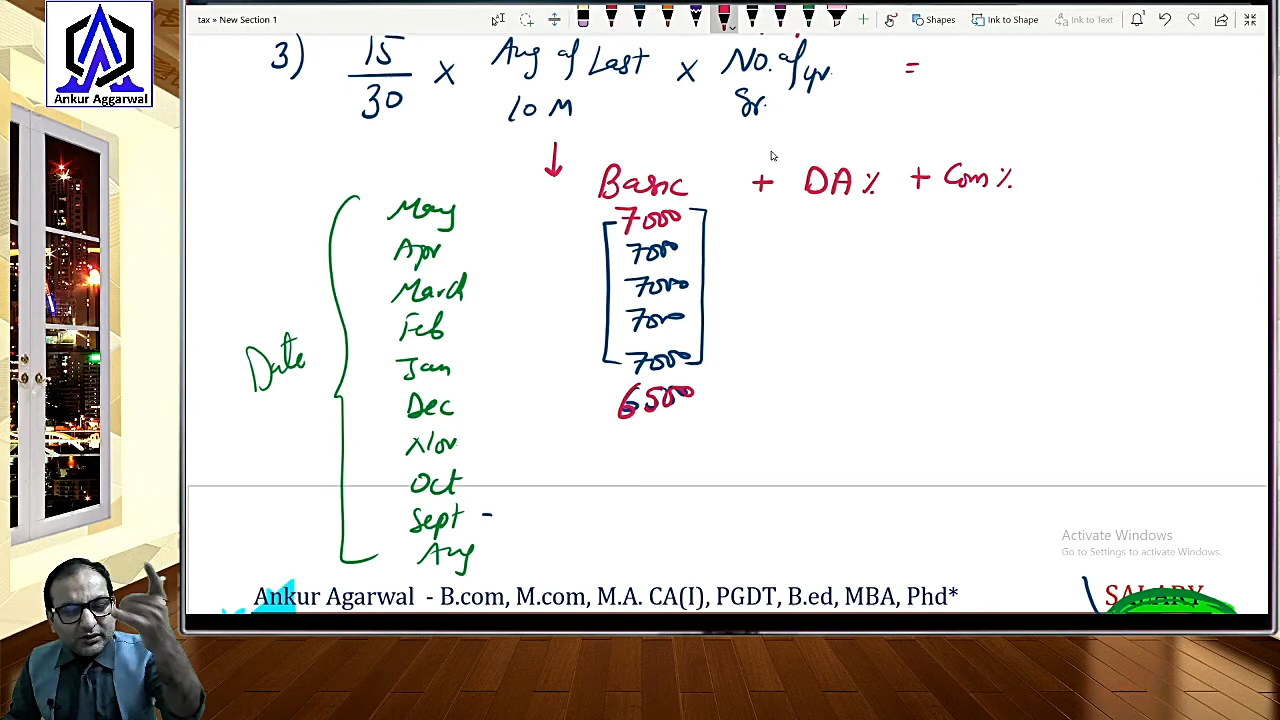 tax » New Section 1
Shapes
Ink to Shape
Ink to Text
Ankur Aggarwal
3) 15/30 × Avg of Last 10 M × No. of yr. Sr. =
↓ Basic + DA % + Com %
May 7000
Apr 7000
March 7000
Feb 7000
Date
Jan 7000
Dec 6500
Nov
Oct
Sept -
Aug
Activate Windows
Go to Settings to activate Windows.
Ankur Agarwal - B.com, M.com, M.A. CA(I), PGDT, B.ed, MBA, Phd*
SALARY